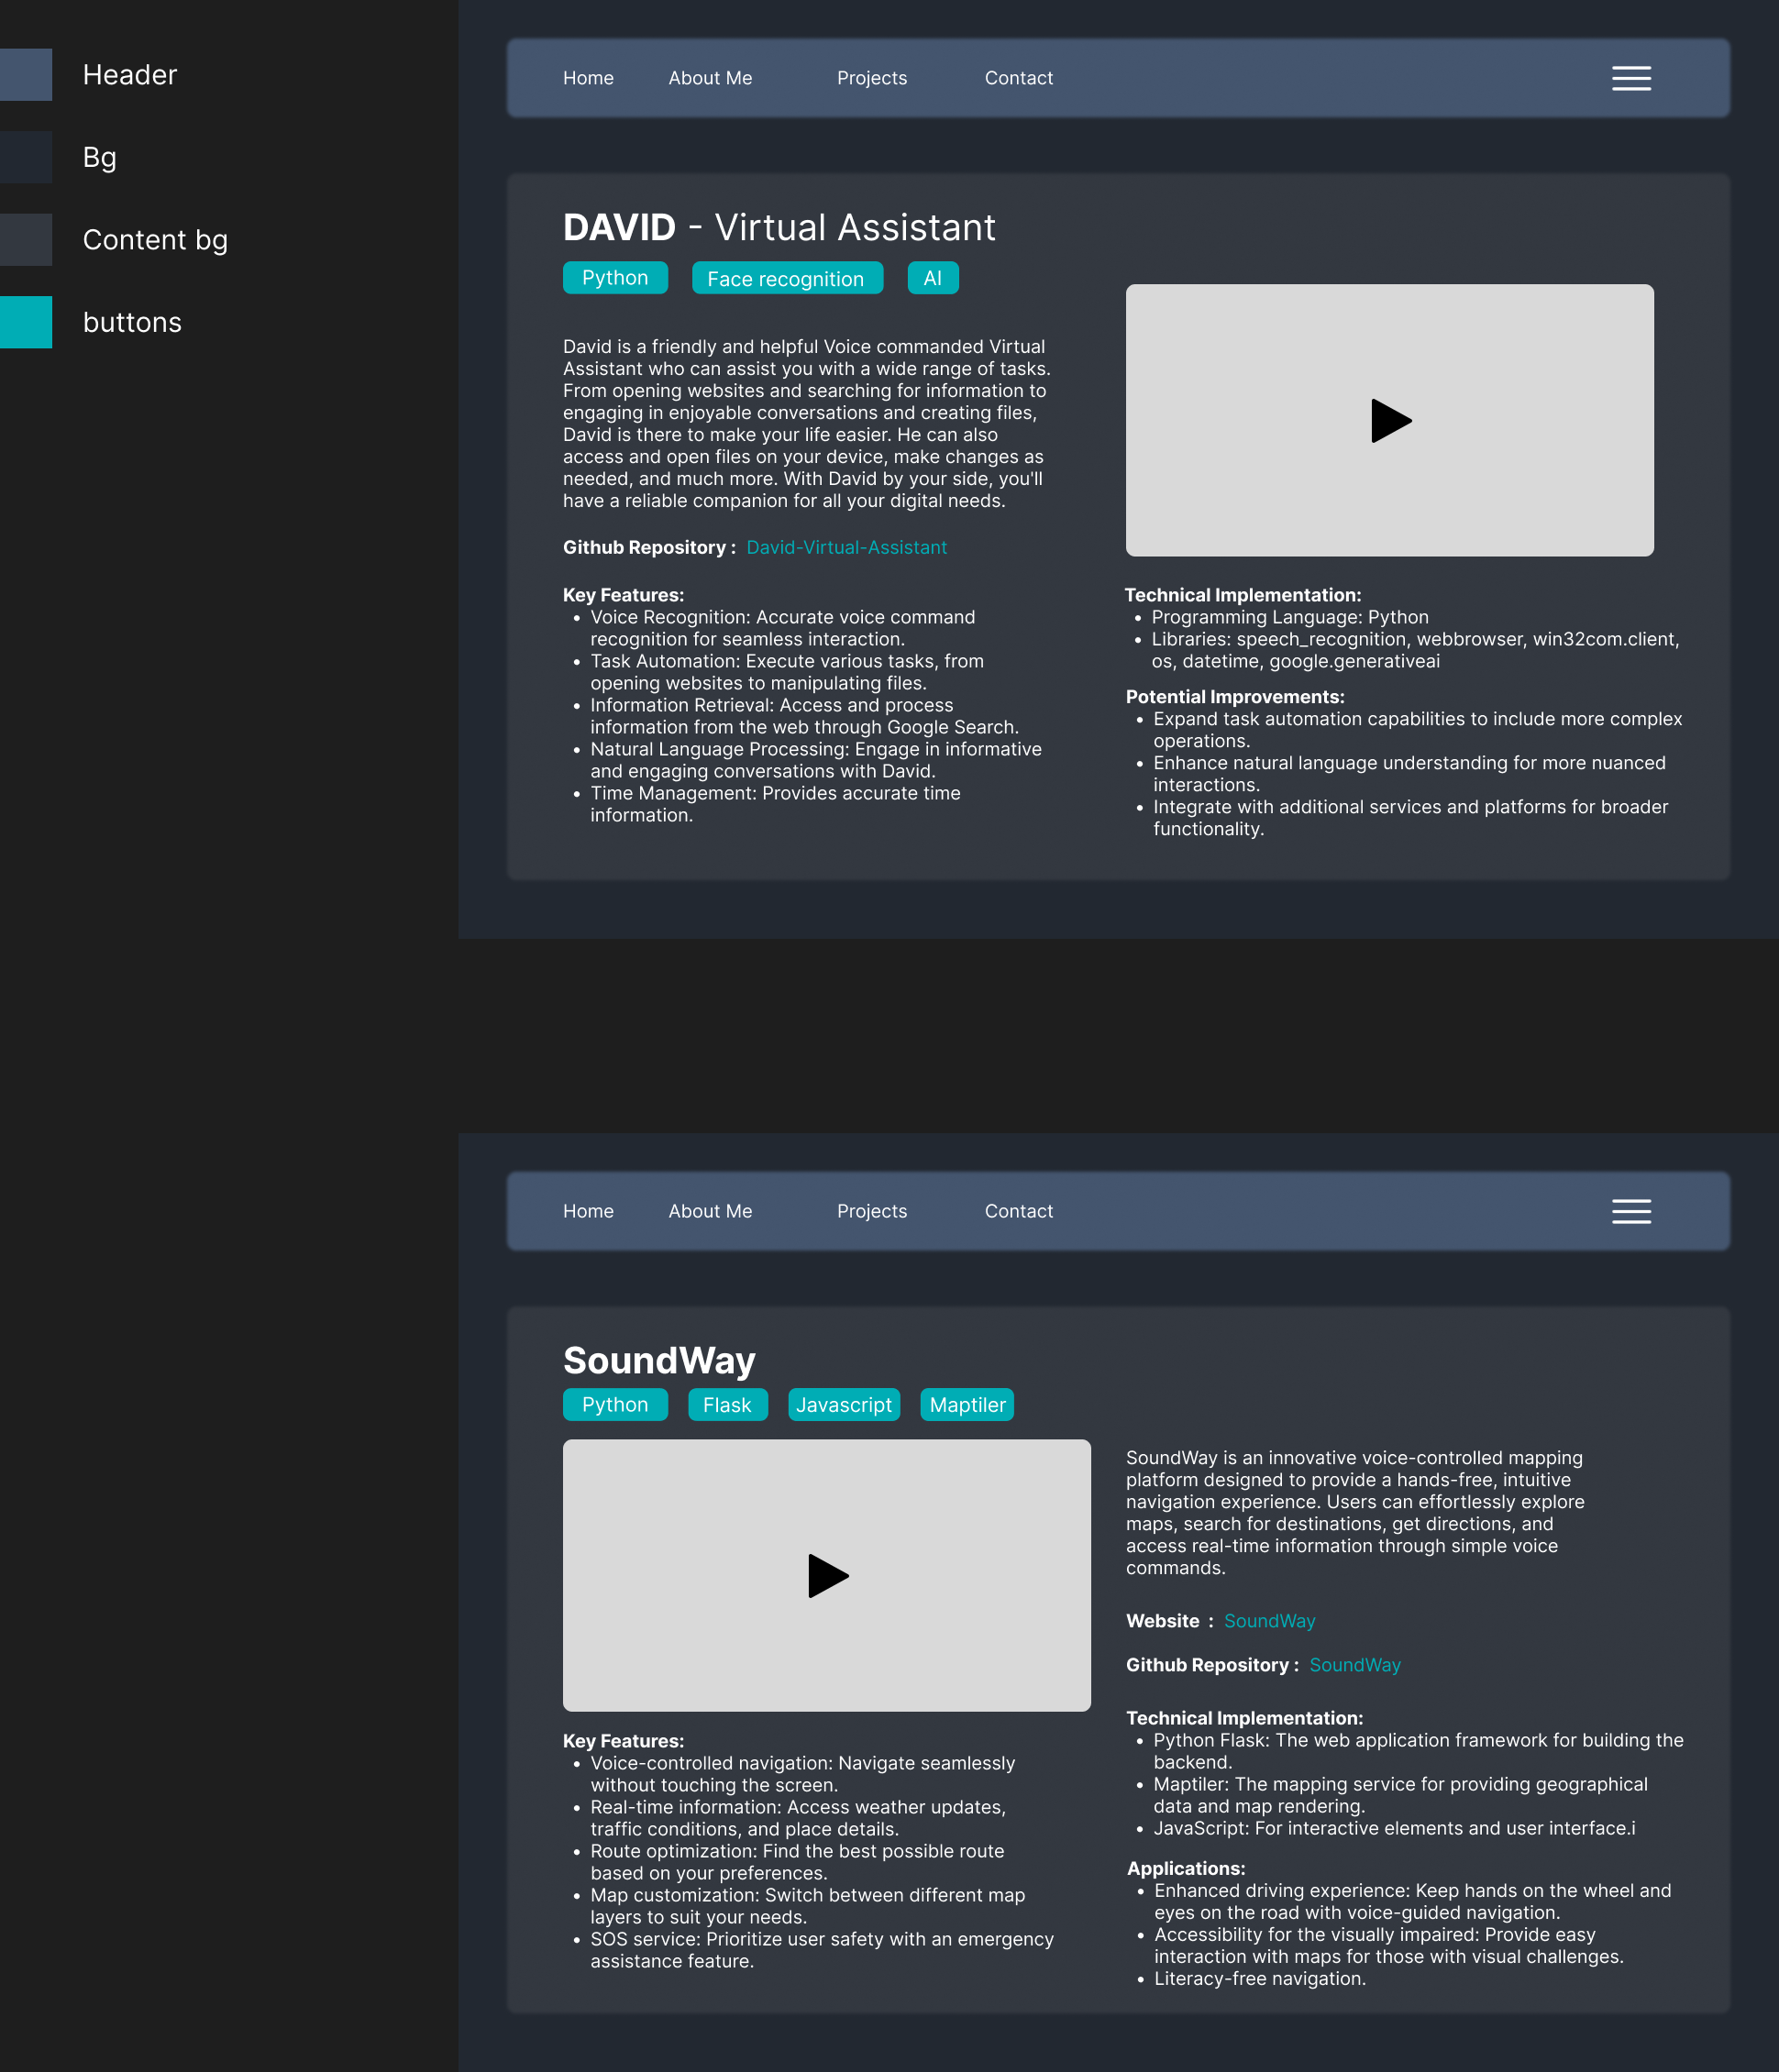 Header
Bg
Content bg
buttons
Home About Me Projects Contact
DAVID - Virtual Assistant
Python Face recognition AI
David is a friendly and helpful Voice commanded Virtual
Assistant who can assist you with a wide range of tasks.
From opening websites and searching for information to
engaging in enjoyable conversations and creating files,
David is there to make your life easier. He can also
access and open files on your device, make changes as
needed, and much more. With David by your side, you'll
have a reliable companion for all your digital needs.
Github Repository : David-Virtual-Assistant
Key Features:
• Voice Recognition: Accurate voice command
recognition for seamless interaction.
• Task Automation: Execute various tasks, from
opening websites to manipulating files.
• Information Retrieval: Access and process
information from the web through Google Search.
• Natural Language Processing: Engage in informative
and engaging conversations with David.
• Time Management: Provides accurate time
information.
Technical Implementation:
• Programming Language: Python
• Libraries: speech_recognition, webbrowser, win32com.client,
os, datetime, google.generativeai
Potential Improvements:
• Expand task automation capabilities to include more complex
operations.
• Enhance natural language understanding for more nuanced
interactions.
• Integrate with additional services and platforms for broader
functionality.
Home About Me Projects Contact
SoundWay
Python Flask Javascript Maptiler
Key Features:
• Voice-controlled navigation: Navigate seamlessly
without touching the screen.
• Real-time information: Access weather updates,
traffic conditions, and place details.
• Route optimization: Find the best possible route
based on your preferences.
• Map customization: Switch between different map
layers to suit your needs.
• SOS service: Prioritize user safety with an emergency
assistance feature.
SoundWay is an innovative voice-controlled mapping
platform designed to provide a hands-free, intuitive
navigation experience. Users can effortlessly explore
maps, search for destinations, get directions, and
access real-time information through simple voice
commands.
Website : SoundWay
Github Repository : SoundWay
Technical Implementation:
• Python Flask: The web application framework for building the
backend.
• Maptiler: The mapping service for providing geographical
data and map rendering.
• JavaScript: For interactive elements and user interface.i
Applications:
• Enhanced driving experience: Keep hands on the wheel and
eyes on the road with voice-guided navigation.
• Accessibility for the visually impaired: Provide easy
interaction with maps for those with visual challenges.
• Literacy-free navigation.